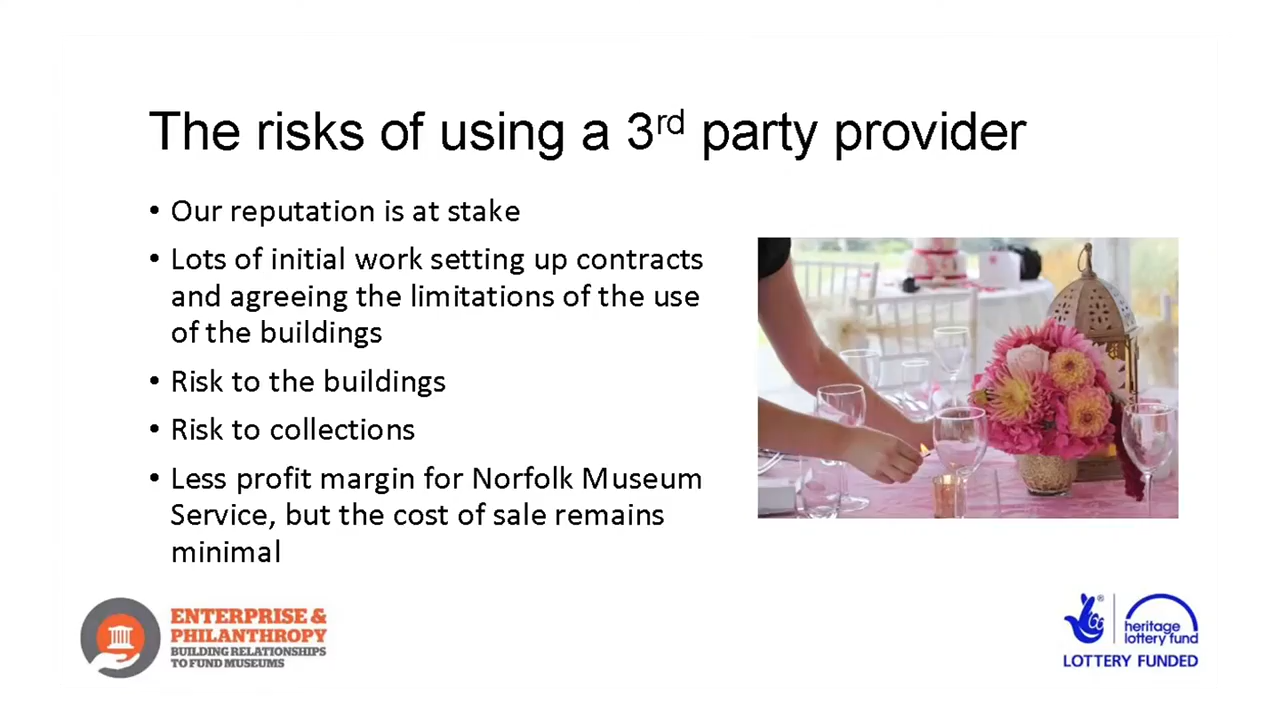 The risks of using a 3rd party provider
• Our reputation is at stake
• Lots of initial work setting up contracts
and agreeing the limitations of the use
of the buildings
• Risk to the buildings
• Risk to collections
• Less profit margin for Norfolk Museum
Service, but the cost of sale remains
minimal
ENTERPRISE &
PHILANTHROPY
BUILDING RELATIONSHIPS
TO FUND MUSEUMS
®
heritage
lottery fund
LOTTERY FUNDED